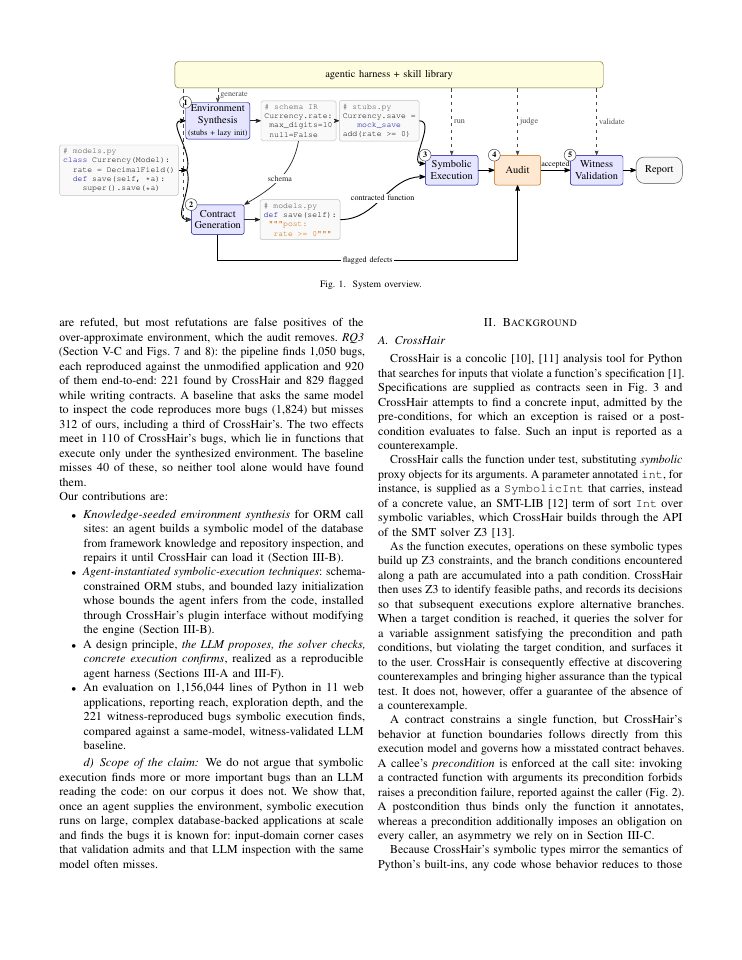 agentic harness + skill library
generate
run
judge
validate
1
Environment
Synthesis
(stubs + lazy init)
# schema IR
Currency.rate:
max_digits=10
null=False
# stubs.py
Currency.save =
mock_save
add(rate >= 0)
# models.py
class Currency(Model):
rate = DecimalField()
def save(self, *a):
super().save(*a)
schema
2
Contract
Generation
# models.py
def save(self):
"""post:
rate >= 0"""
contracted function
3
Symbolic
Execution
4
Audit
accepted
5
Witness
Validation
Report
flagged defects
Fig. 1. System overview.
are refuted, but most refutations are false positives of the
over-approximate environment, which the audit removes. RQ3
(Section V-C and Figs. 7 and 8): the pipeline finds 1,050 bugs,
each reproduced against the unmodified application and 920
of them end-to-end: 221 found by CrossHair and 829 flagged
while writing contracts. A baseline that asks the same model
to inspect the code reproduces more bugs (1,824) but misses
312 of ours, including a third of CrossHair's. The two effects
meet in 110 of CrossHair's bugs, which lie in functions that
execute only under the synthesized environment. The baseline
misses 40 of these, so neither tool alone would have found
them.
Our contributions are:
• Knowledge-seeded environment synthesis for ORM call
sites: an agent builds a symbolic model of the database
from framework knowledge and repository inspection, and
repairs it until CrossHair can load it (Section III-B).
• Agent-instantiated symbolic-execution techniques: schema-
constrained ORM stubs, and bounded lazy initialization
whose bounds the agent infers from the code, installed
through CrossHair's plugin interface without modifying
the engine (Section III-B).
• A design principle, the LLM proposes, the solver checks,
concrete execution confirms, realized as a reproducible
agent harness (Sections III-A and III-F).
• An evaluation on 1,156,044 lines of Python in 11 web
applications, reporting reach, exploration depth, and the
221 witness-reproduced bugs symbolic execution finds,
compared against a same-model, witness-validated LLM
baseline.
d) Scope of the claim: We do not argue that symbolic
execution finds more or more important bugs than an LLM
reading the code: on our corpus it does not. We show that,
once an agent supplies the environment, symbolic execution
runs on large, complex database-backed applications at scale
and finds the bugs it is known for: input-domain corner cases
that validation admits and that LLM inspection with the same
model often misses.
II. BACKGROUND
A. CrossHair
CrossHair is a concolic [10], [11] analysis tool for Python
that searches for inputs that violate a function's specification [1].
Specifications are supplied as contracts seen in Fig. 3 and
CrossHair attempts to find a concrete input, admitted by the
pre-conditions, for which an exception is raised or a post-
condition evaluates to false. Such an input is reported as a
counterexample.
CrossHair calls the function under test, substituting symbolic
proxy objects for its arguments. A parameter annotated int, for
instance, is supplied as a SymbolicInt that carries, instead
of a concrete value, an SMT-LIB [12] term of sort Int over
symbolic variables, which CrossHair builds through the API
of the SMT solver Z3 [13].
As the function executes, operations on these symbolic types
build up Z3 constraints, and the branch conditions encountered
along a path are accumulated into a path condition. CrossHair
then uses Z3 to identify feasible paths, and records its decisions
so that subsequent executions explore alternative branches.
When a target condition is reached, it queries the solver for
a variable assignment satisfying the precondition and path
conditions, but violating the target condition, and surfaces it
to the user. CrossHair is consequently effective at discovering
counterexamples and bringing higher assurance than the typical
test. It does not, however, offer a guarantee of the absence of
a counterexample.
A contract constrains a single function, but CrossHair's
behavior at function boundaries follows directly from this
execution model and governs how a misstated contract behaves.
A callee's precondition is enforced at the call site: invoking
a contracted function with arguments its precondition forbids
raises a precondition failure, reported against the caller (Fig. 2).
A postcondition thus binds only the function it annotates,
whereas a precondition additionally imposes an obligation on
every caller, an asymmetry we rely on in Section III-C.
Because CrossHair's symbolic types mirror the semantics of
Python's built-ins, any code whose behavior reduces to those